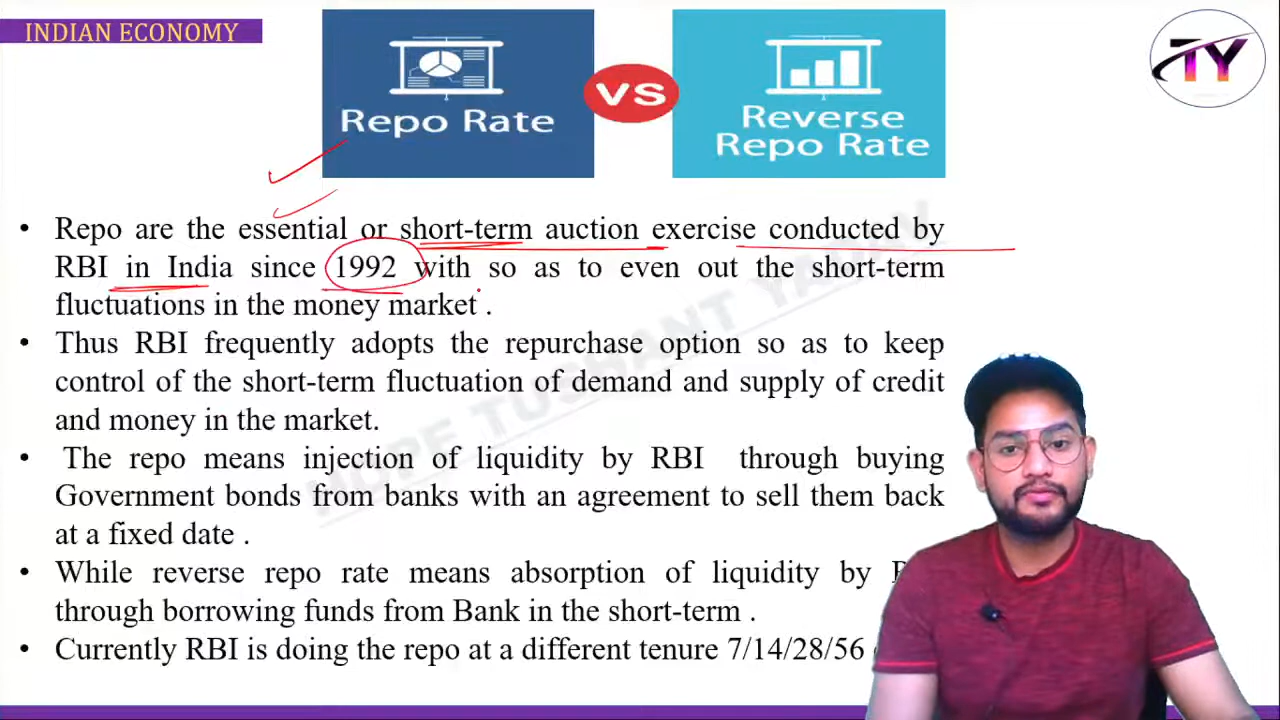 INDIAN ECONOMY
Repo Rate
VS
Reverse
Repo Rate
TY
• Repo are the essential or short-term auction exercise conducted by
RBI in India since 1992 with so as to even out the short-term
fluctuations in the money market .
• Thus RBI frequently adopts the repurchase option so as to keep
control of the short-term fluctuation of demand and supply of credit
and money in the market.
• The repo means injection of liquidity by RBI through buying
Government bonds from banks with an agreement to sell them back
at a fixed date .
• While reverse repo rate means absorption of liquidity by
through borrowing funds from Bank in the short-term .
• Currently RBI is doing the repo at a different tenure 7/14/28/56
HOPE TUSHANT YADAV